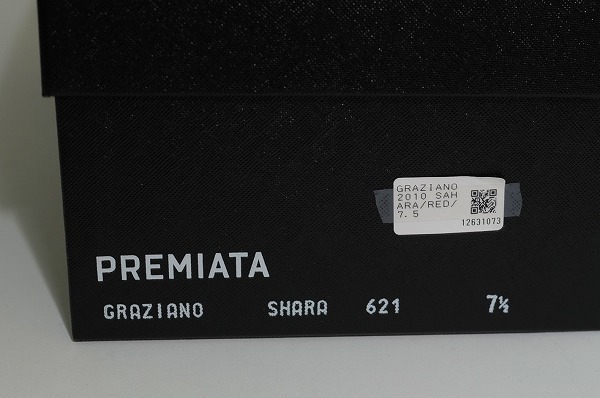 GRAZIANO
2010 SAH
ARA/RED/
7.5
12631073
PREMIATA
GRAZIANO SHARA 621 7½